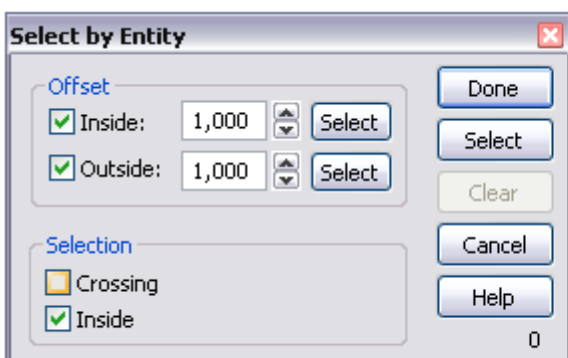 Select by Entity
Offset
Inside: 1,000 Select
Outside: 1,000 Select
Selection
Crossing
Inside
Done
Select
Clear
Cancel
Help
0